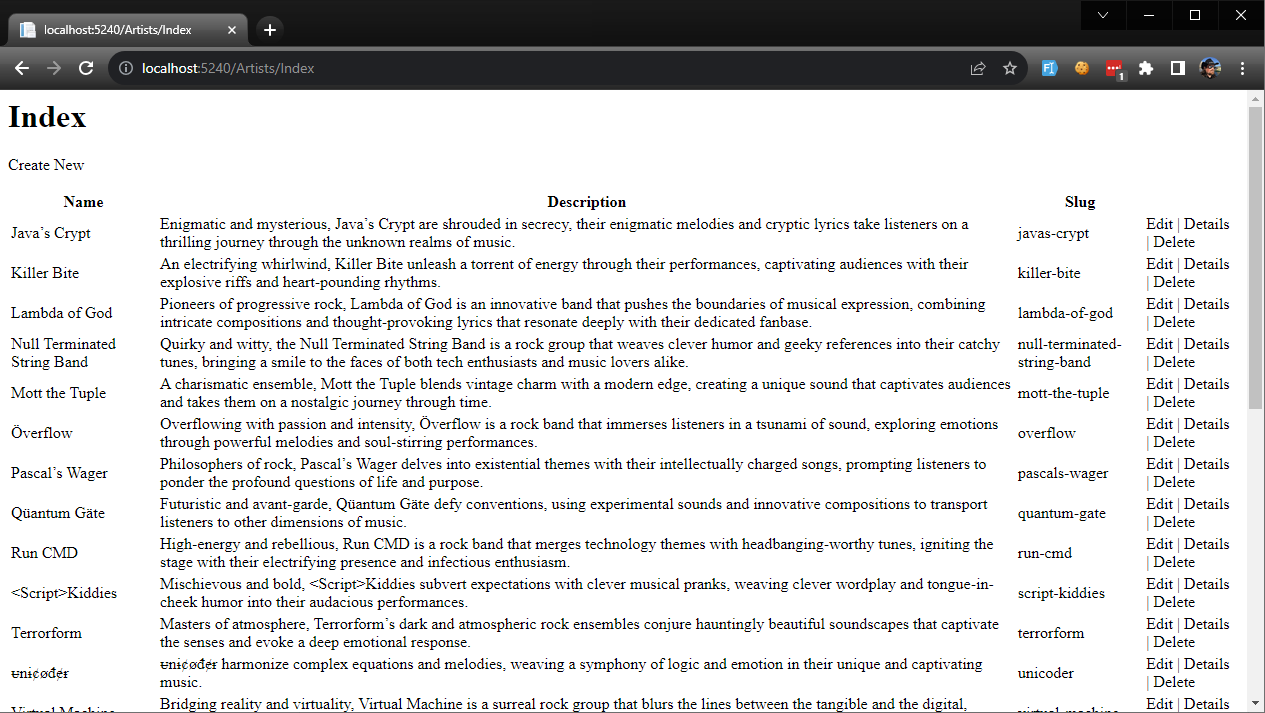 localhost:5240/Artists/Index
localhost:5240/Artists/Index
1
Index
Create New
Name Description Slug
Java’s Crypt Enigmatic and mysterious, Java’s Crypt are shrouded in secrecy, their enigmatic melodies and cryptic lyrics take listeners on a javas-crypt Edit | Details
thrilling journey through the unknown realms of music. | Delete
Killer Bite An electrifying whirlwind, Killer Bite unleash a torrent of energy through their performances, captivating audiences with their killer-bite Edit | Details
explosive riffs and heart-pounding rhythms. | Delete
Lambda of God Pioneers of progressive rock, Lambda of God is an innovative band that pushes the boundaries of musical expression, combining lambda-of-god Edit | Details
intricate compositions and thought-provoking lyrics that resonate deeply with their dedicated fanbase. | Delete
Null Terminated Quirky and witty, the Null Terminated String Band is a rock group that weaves clever humor and geeky references into their catchy null-terminated- Edit | Details
String Band tunes, bringing a smile to the faces of both tech enthusiasts and music lovers alike. string-band | Delete
Mott the Tuple A charismatic ensemble, Mott the Tuple blends vintage charm with a modern edge, creating a unique sound that captivates audiences mott-the-tuple Edit | Details
and takes them on a nostalgic journey through time. | Delete
Överflow Overflowing with passion and intensity, Överflow is a rock band that immerses listeners in a tsunami of sound, exploring emotions overflow Edit | Details
through powerful melodies and soul-stirring performances. | Delete
Pascal’s Wager Philosophers of rock, Pascal’s Wager delves into existential themes with their intellectually charged songs, prompting listeners to pascals-wager Edit | Details
ponder the profound questions of life and purpose. | Delete
Qüantum Gäte Futuristic and avant-garde, Qüantum Gäte defy conventions, using experimental sounds and innovative compositions to transport quantum-gate Edit | Details
listeners to other dimensions of music. | Delete
Run CMD High-energy and rebellious, Run CMD is a rock band that merges technology themes with headbanging-worthy tunes, igniting the run-cmd Edit | Details
stage with their electrifying presence and infectious enthusiasm. | Delete
<Script>Kiddies Mischievous and bold, <Script>Kiddies subvert expectations with clever musical pranks, weaving clever wordplay and tongue-in- script-kiddies Edit | Details
cheek humor into their audacious performances. | Delete
Terrorform Masters of atmosphere, Terrorform’s dark and atmospheric rock ensembles conjure hauntingly beautiful soundscapes that captivate terrorform Edit | Details
the senses and evoke a deep emotional response. | Delete
ᵾnɨȼøđɇɍ ᵾnɨȼøđɇɍ harmonize complex equations and melodies, weaving a symphony of logic and emotion in their unique and captivating unicoder Edit | Details
music. | Delete
Virtual Machine Bridging reality and virtuality, Virtual Machine is a surreal rock group that blurs the lines between the tangible and the digital, virtual-machine Edit | Details